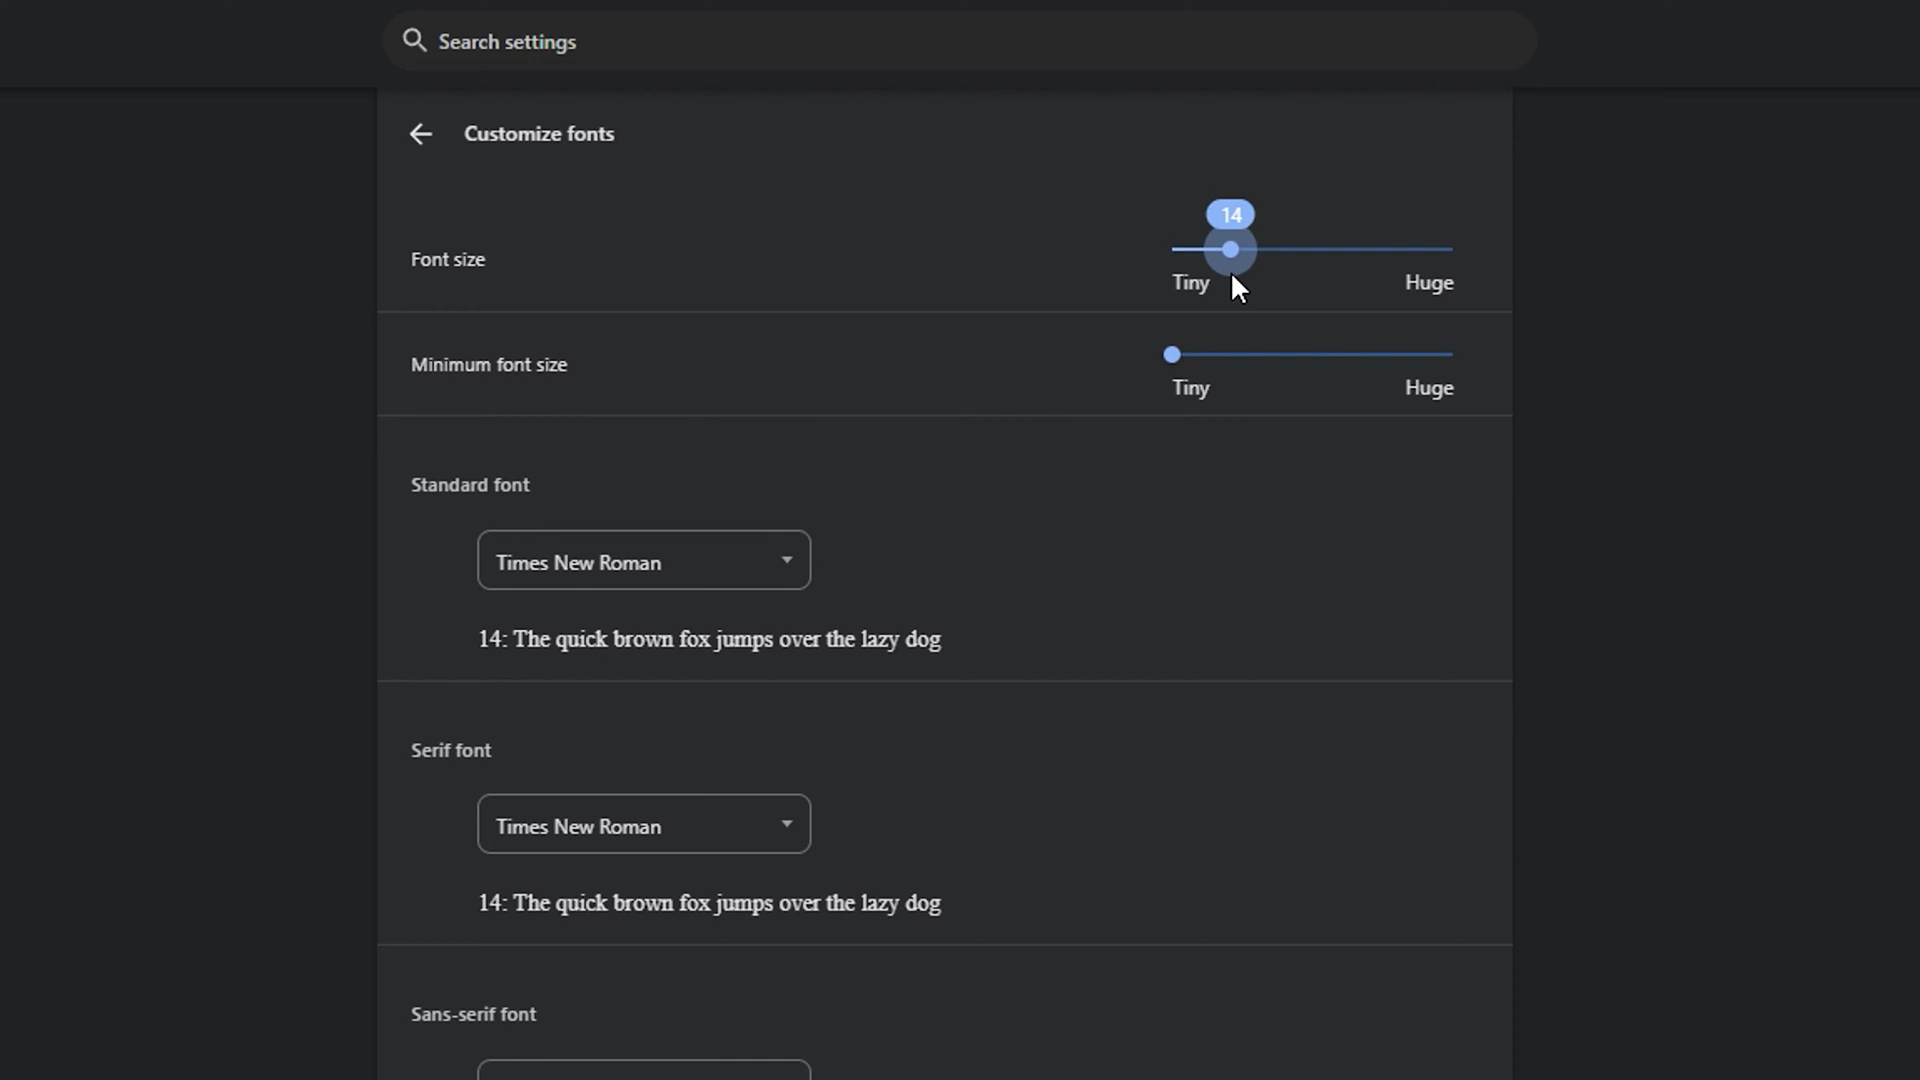 Search settings
Customize fonts
14
Font size
Tiny Huge
Minimum font size
Tiny Huge
Standard font
Times New Roman
14: The quick brown fox jumps over the lazy dog
Serif font
Times New Roman
14: The quick brown fox jumps over the lazy dog
Sans-serif font